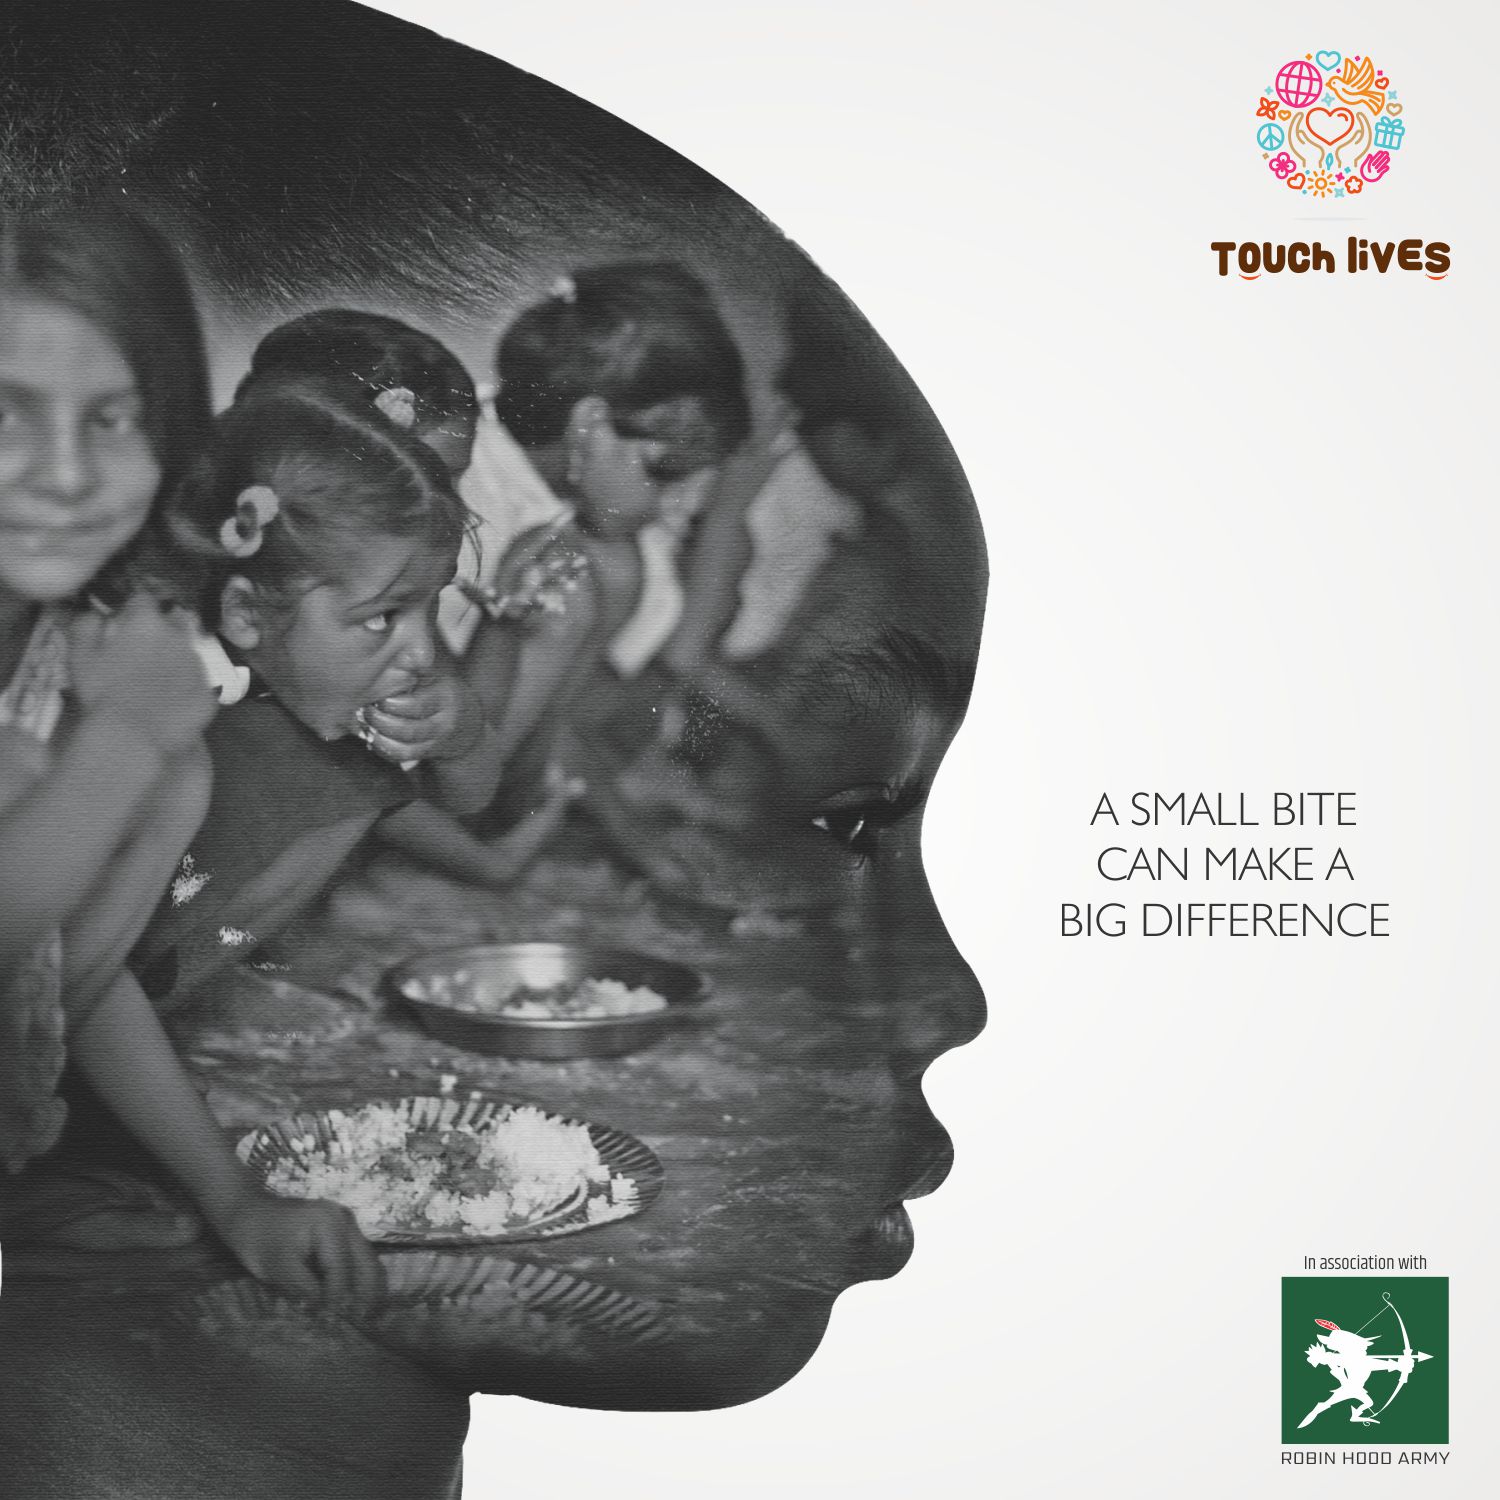 TOUCH liVES
A SMALL BITE
CAN MAKE A
BIG DIFFERENCE
In association with
ROBIN HOOD ARMY